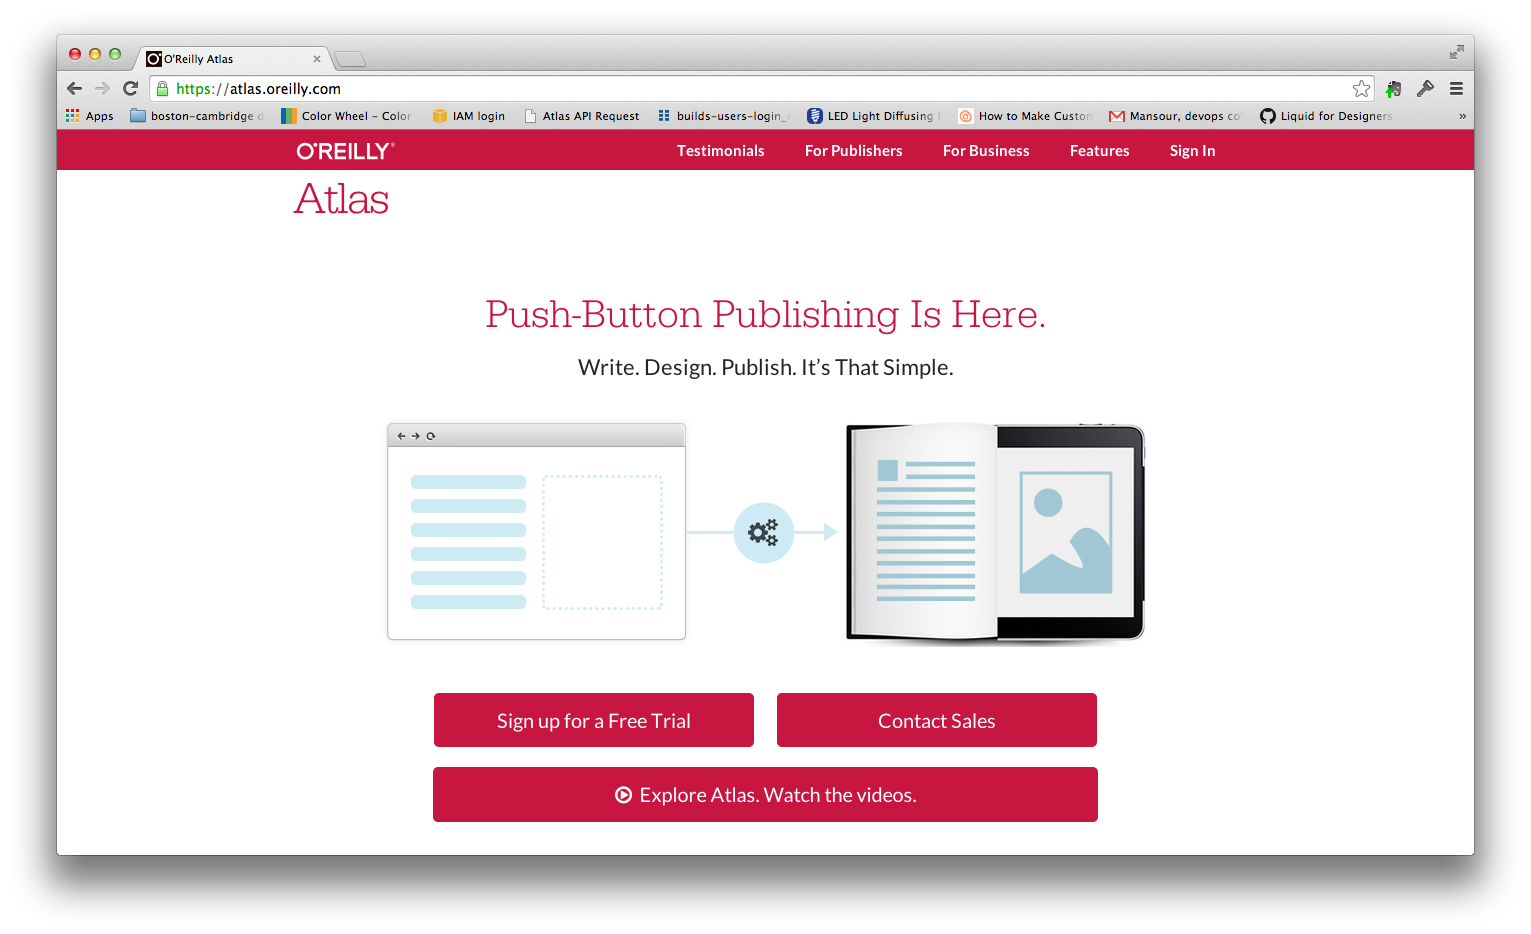 O'Reilly Atlas
https://atlas.oreilly.com
Apps boston-cambridge Color Wheel – Color IAM login Atlas API Request builds-users-login_ LED Light Diffusing How to Make Custom Mansour, devops Liquid for Designers »
O'REILLY® Testimonials For Publishers For Business Features Sign In
Atlas
Push-Button Publishing Is Here.
Write. Design. Publish. It’s That Simple.
Sign up for a Free Trial Contact Sales
Explore Atlas. Watch the videos.